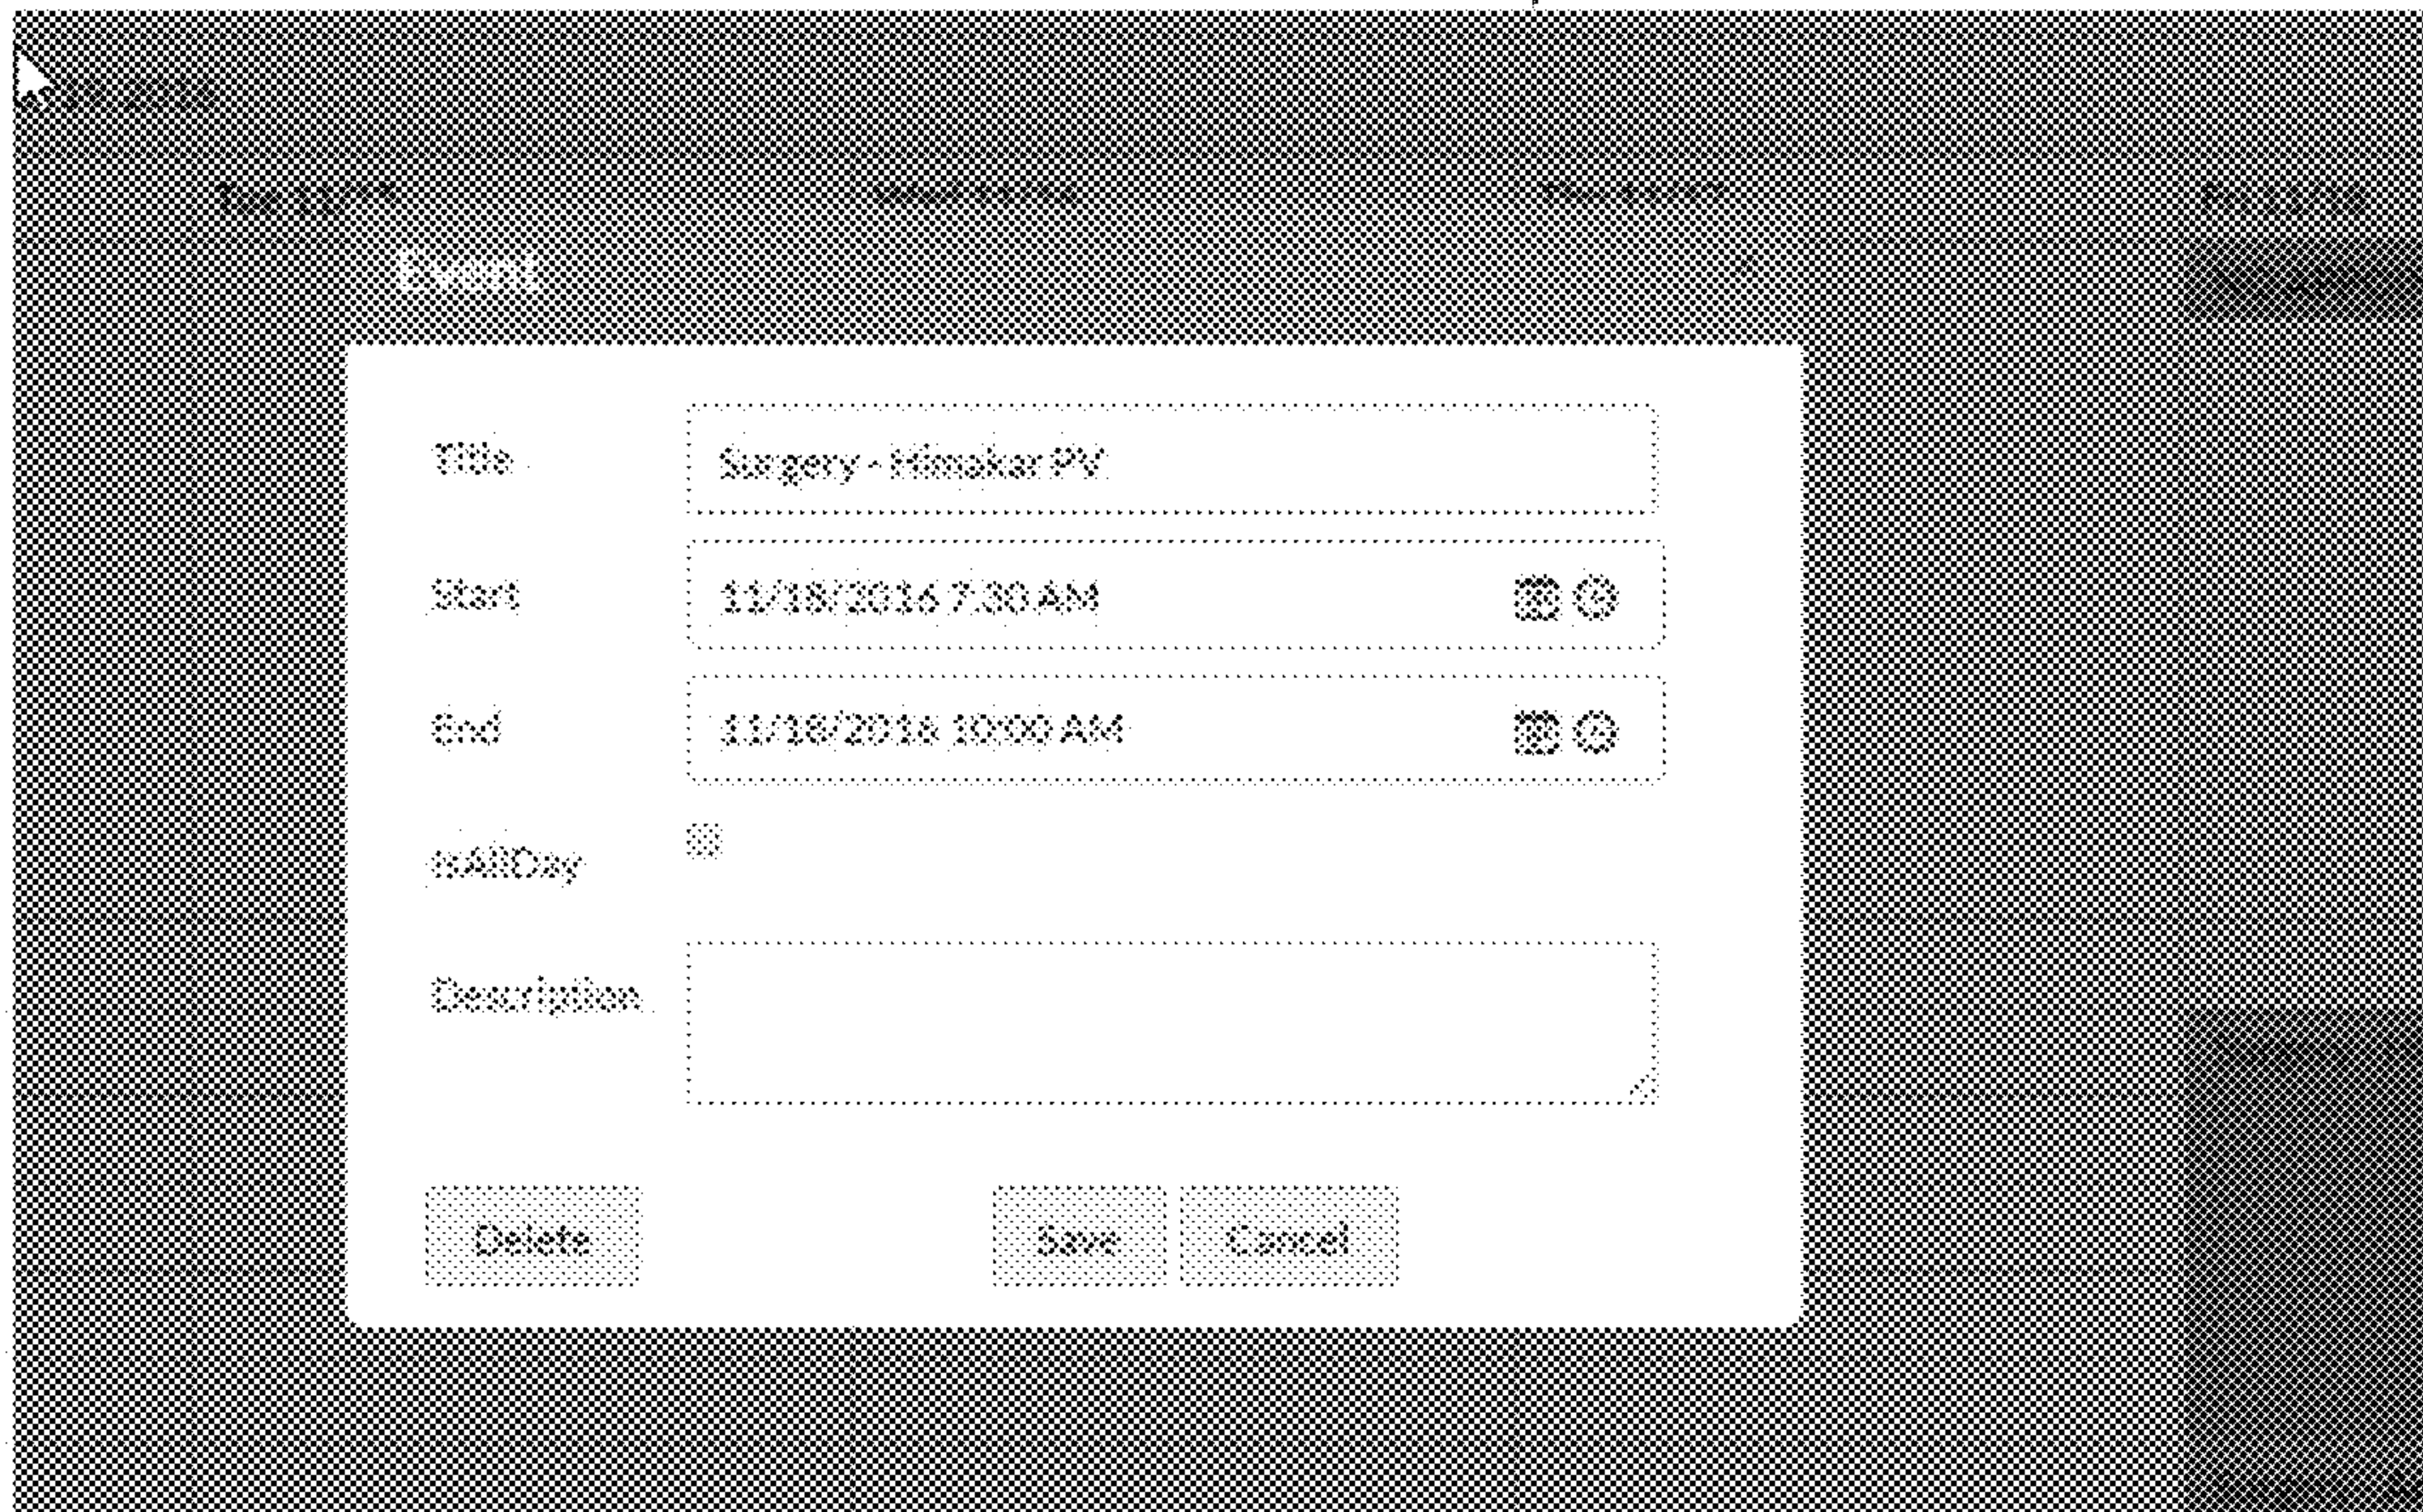 Event
Title Surgery - Himakar PV
Start 11/18/2016 7:30 AM
End 11/18/2016 10:00 AM
isAllDay
Description
Delete Save Cancel